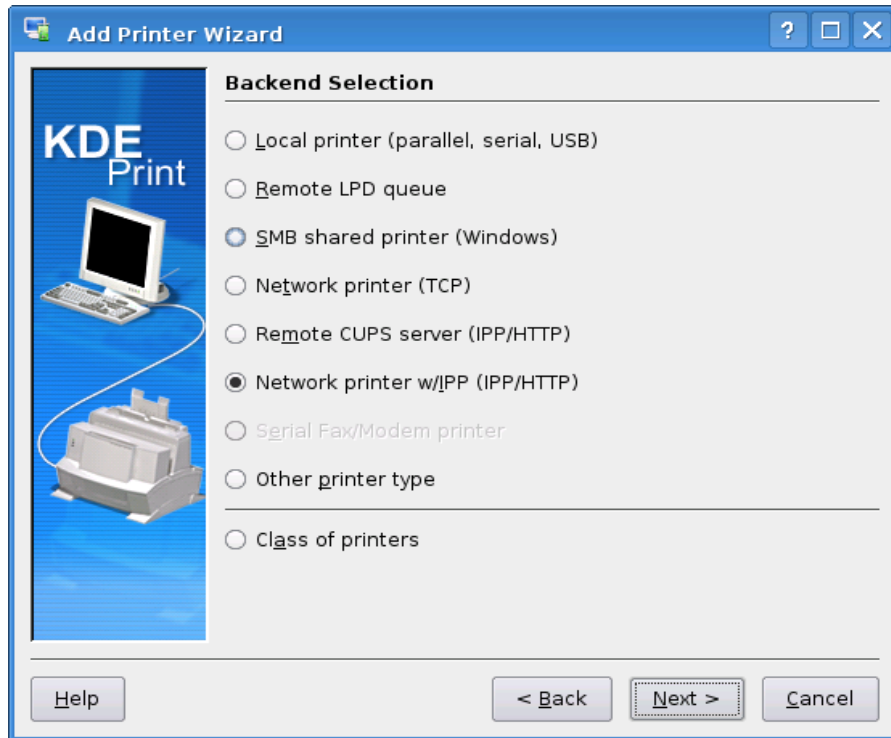 Add Printer Wizard
?
KDE
Print
Backend Selection
Local printer (parallel, serial, USB)
Remote LPD queue
SMB shared printer (Windows)
Network printer (TCP)
Remote CUPS server (IPP/HTTP)
Network printer w/IPP (IPP/HTTP)
Serial Fax/Modem printer
Other printer type
Class of printers
Help
< Back
Next >
Cancel